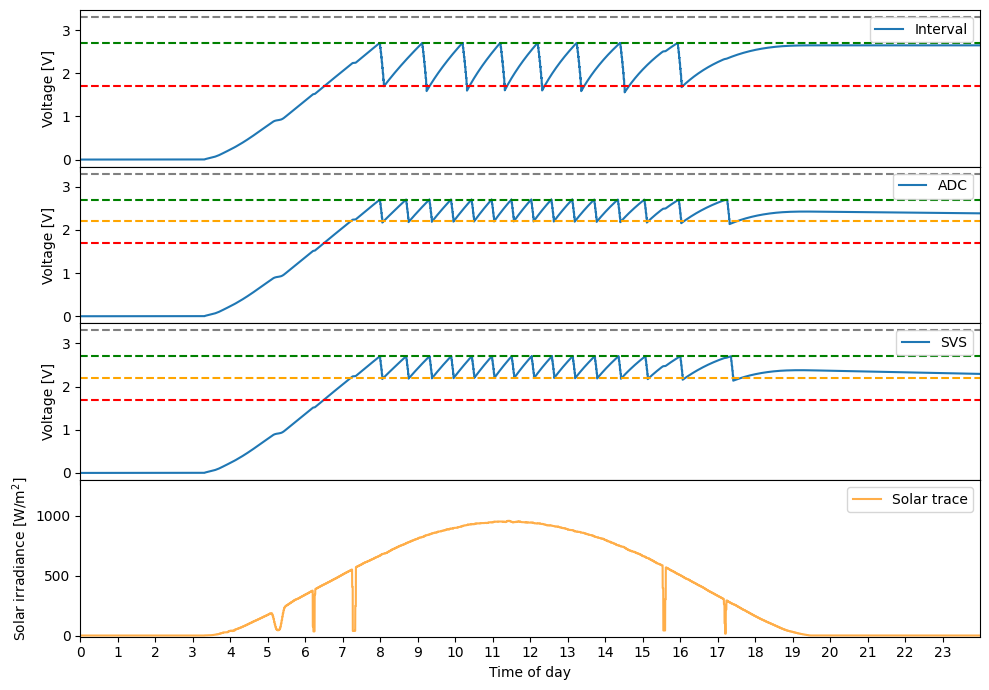 Voltage [V]
3
2
1
0
Interval
Voltage [V]
3
2
1
0
ADC
Voltage [V]
3
2
1
0
SVS
Solar irradiance [W/m²]
1000
500
0
Solar trace
0 1 2 3 4 5 6 7 8 9 10 11 12 13 14 15 16 17 18 19 20 21 22 23
Time of day